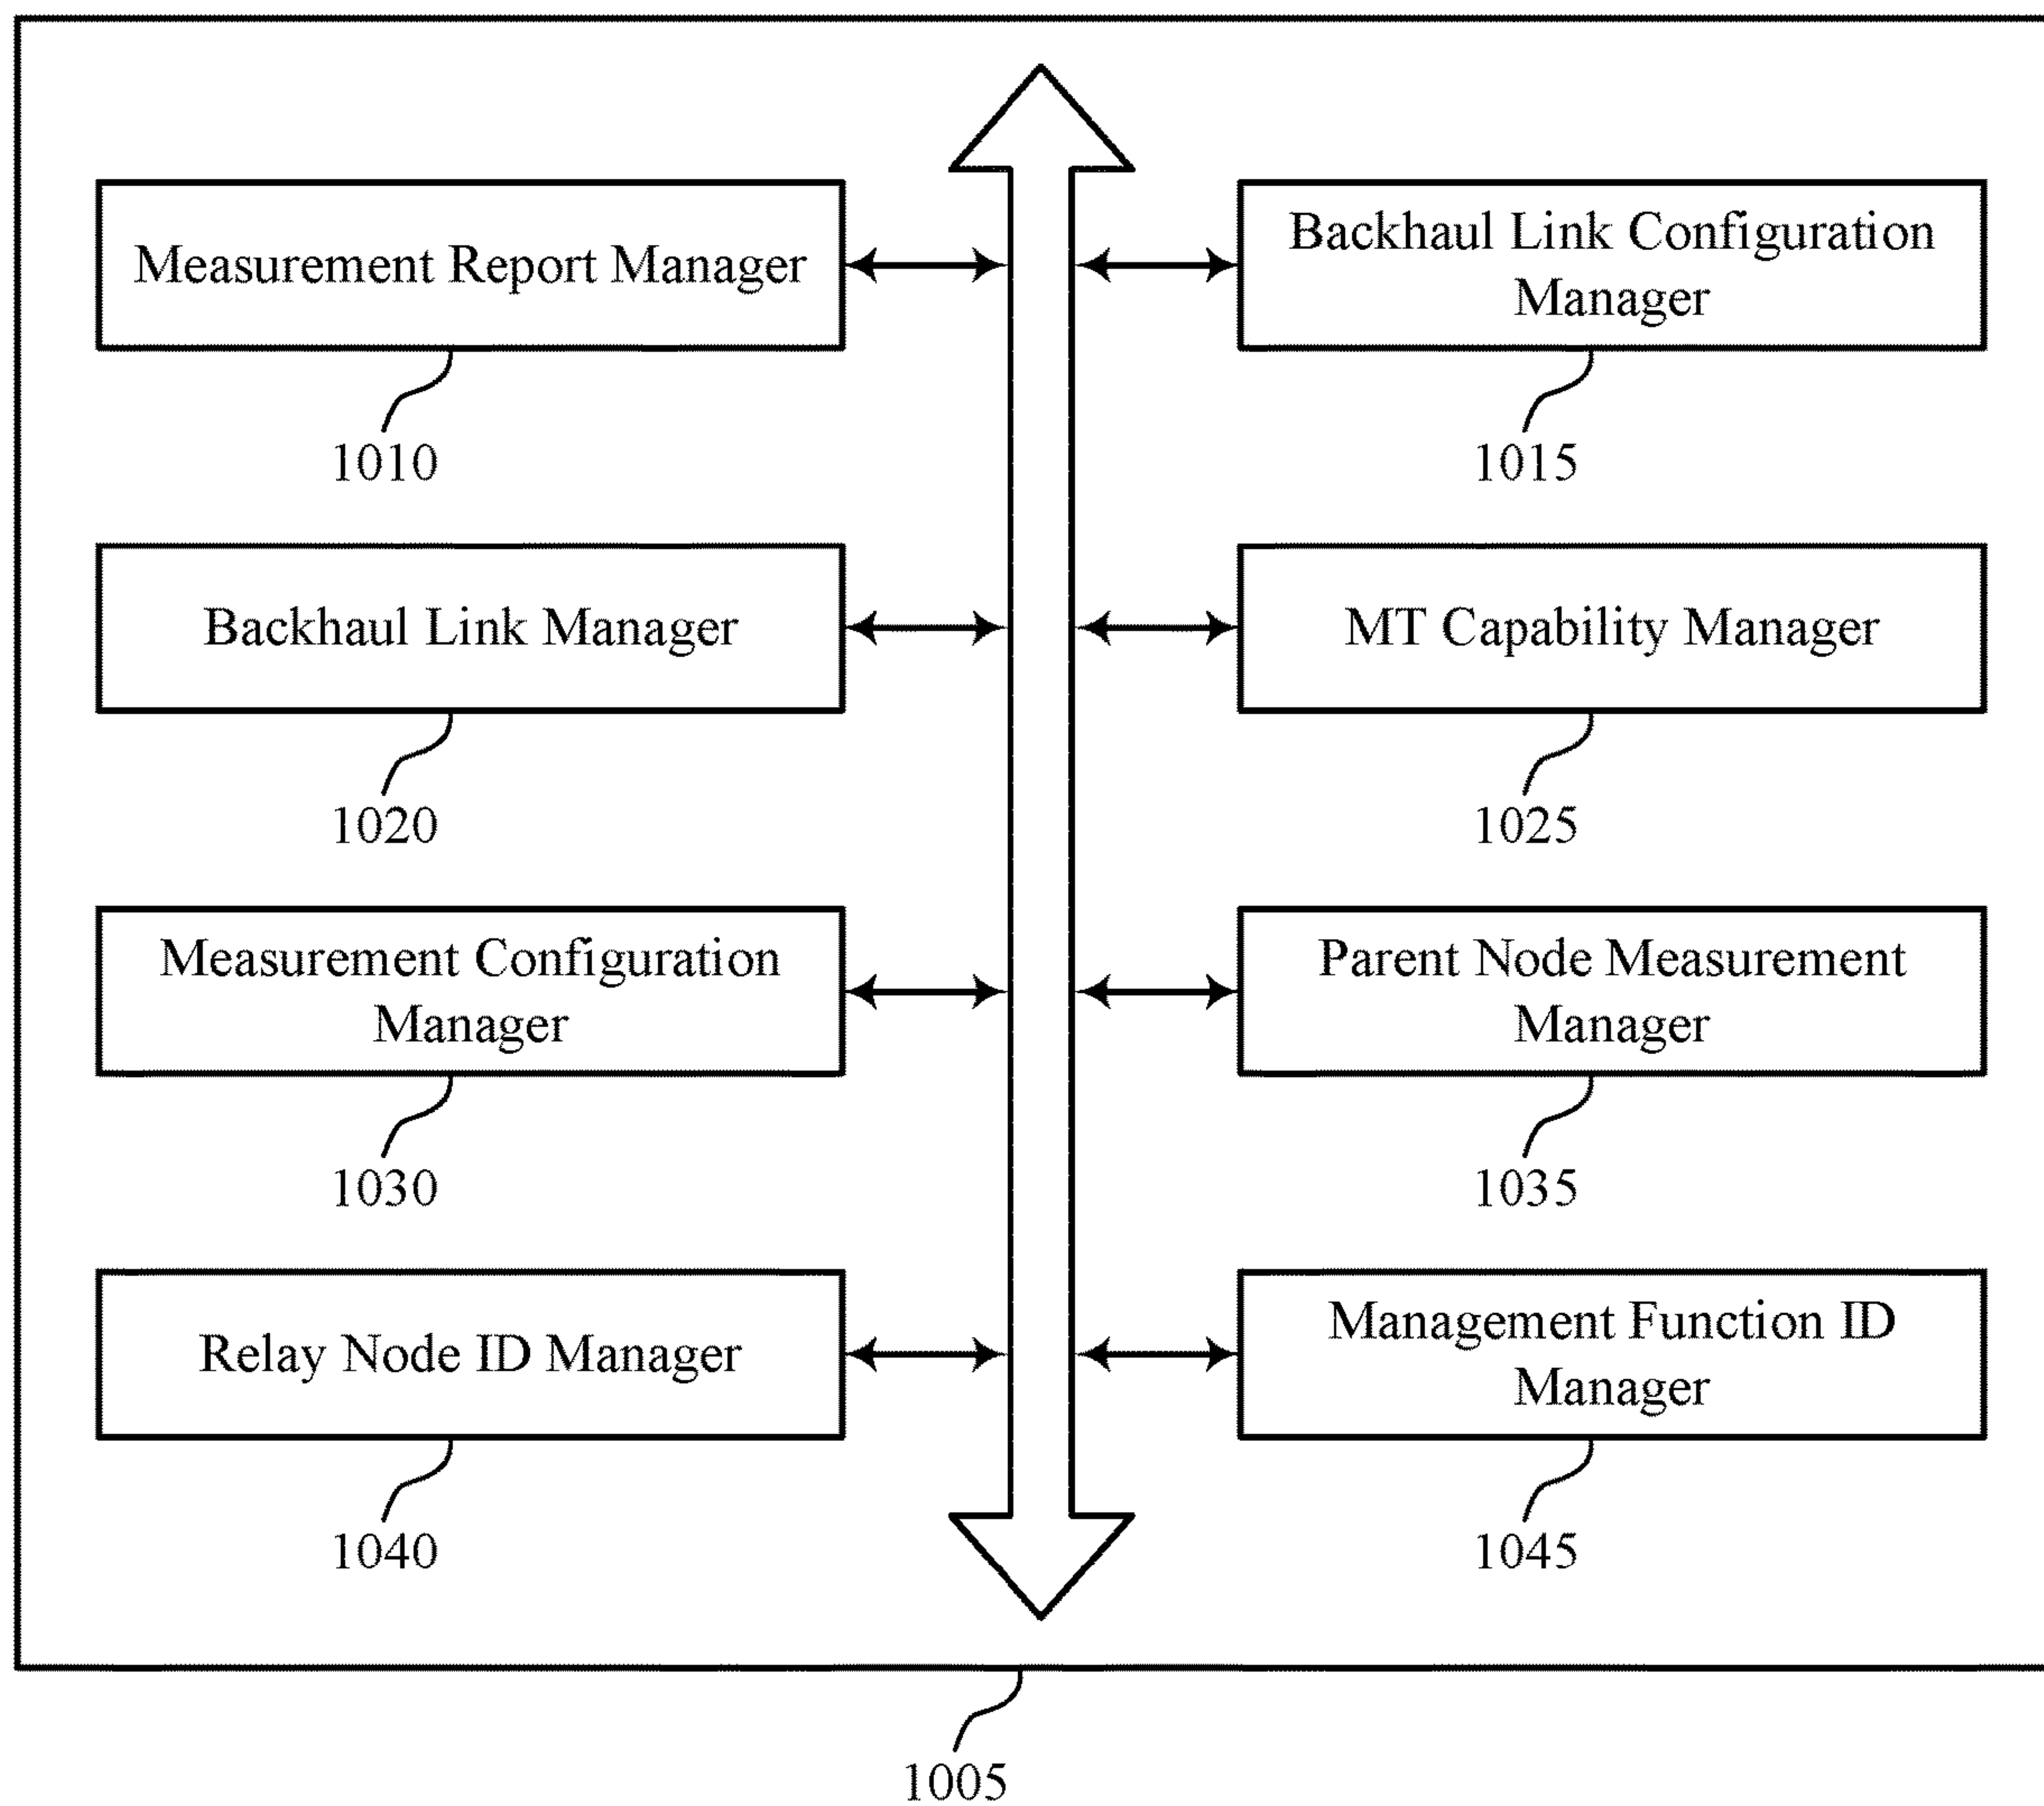 Measurement Report Manager
1010
Backhaul Link Configuration
Manager
1015
Backhaul Link Manager
1020
MT Capability Manager
1025
Measurement Configuration
Manager
1030
Parent Node Measurement
Manager
1035
Relay Node ID Manager
1040
Management Function ID
Manager
1045
1005